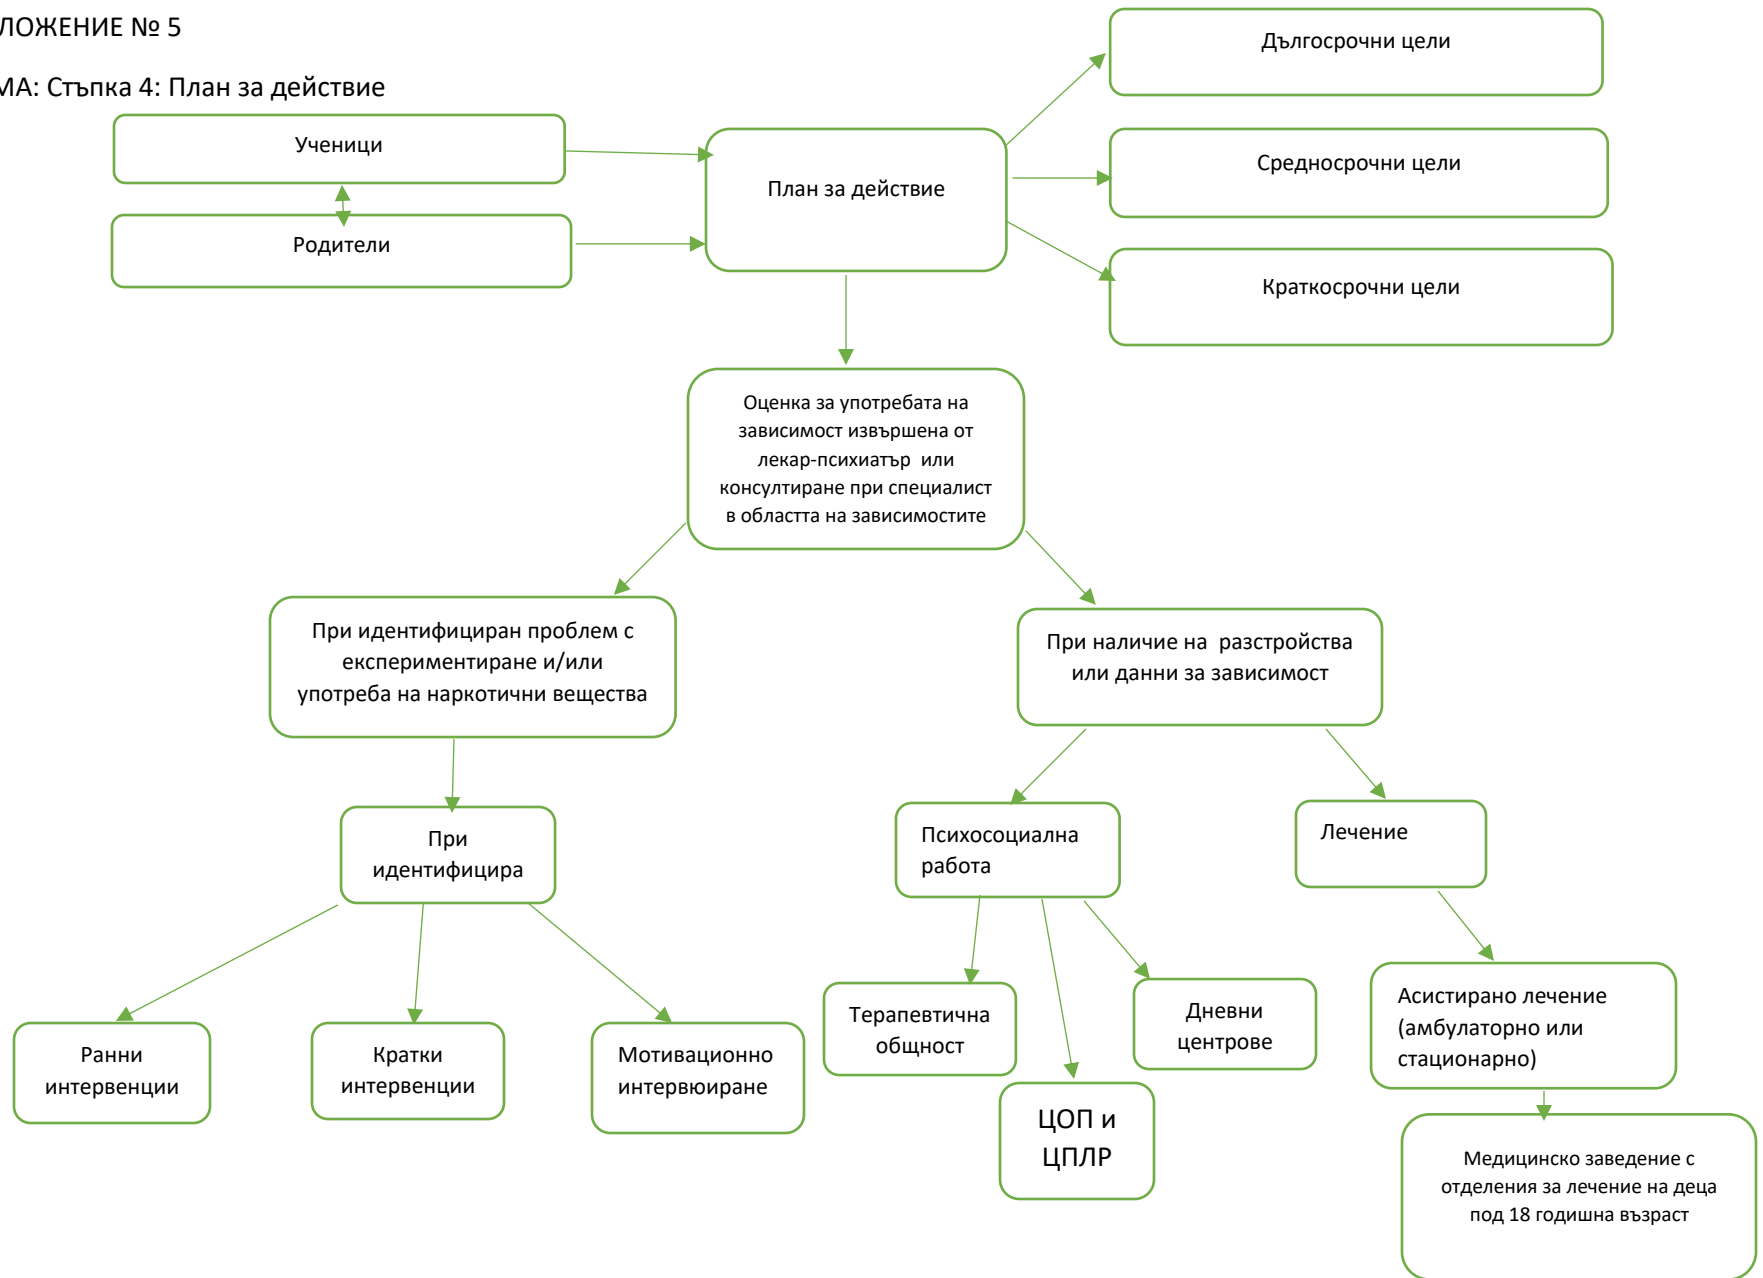 ЛОЖЕНИЕ № 5
МА: Стъпка 4: План за действие
Дългосрочни цели
Ученици
План за действие
Средносрочни цели
Родители
Краткосрочни цели
Оценка за употребата на
зависимост извършена от
лекар-психиатър или
консултиране при специалист
в областта на зависимостите
При идентифициран проблем с
експериментиране и/или
употреба на наркотични вещества
При наличие на разстройства
или данни за зависимост
При
идентифицира
Психосоциална
работа
Лечение
Ранни
интервенции
Кратки
интервенции
Мотивационно
интервюиране
Терапевтична
общност
ЦОП и
ЦПЛР
Дневни
центрове
Асистирано лечение
(амбулаторно или
стационарно)
Медицинско заведение с
отделения за лечение на деца
под 18 годишна възраст